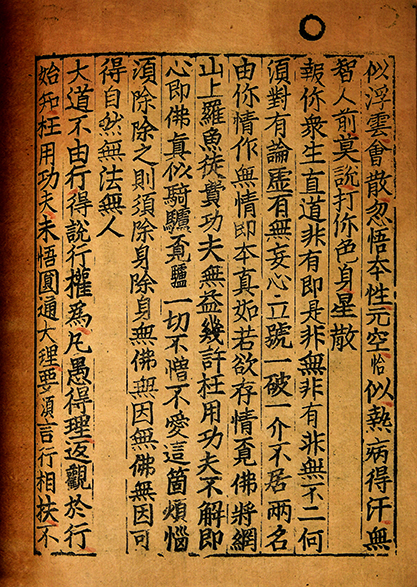 似浮雲會散忽悟本性元空恰似熱病得汗無
智人前莫說打你色身星散
報你衆生直道非有即是非無非有非無不二何
須對有論虛有無妄心立號一破一介不居兩名
由你情作無情即本真如若欲存情覓佛將網
山上羅魚徒費功夫無益幾許枉用功夫不解即
心即佛真似騎驢覓驢一切不憎不愛這箇煩惱
須除除之則須除身除身無佛無因無佛無因可
得自然無法無人
大道不由行得說行權為凡愚得理返觀於行
始知枉用功夫未悟圓通大理要須言行相扶不